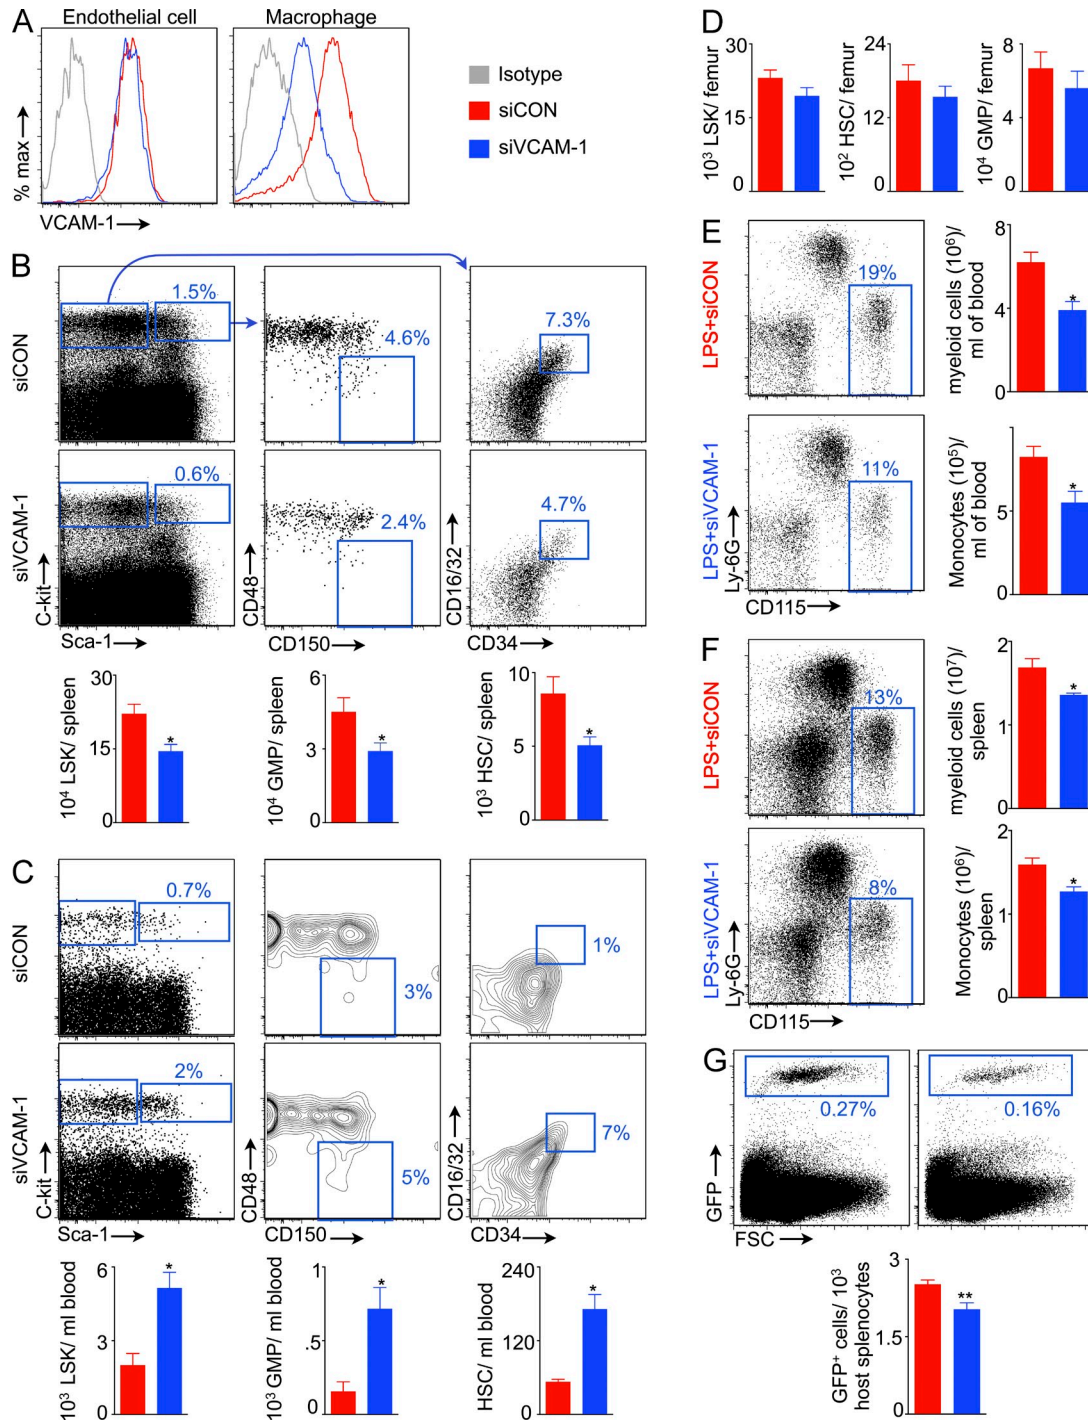 A
Endothelial cell
Macrophage
% max
VCAM-1
Isotype
siCON
siVCAM-1
B
siCON
1.5%
4.6%
7.3%
siVCAM-1
0.6%
2.4%
4.7%
C-kit
Sca-1
CD48
CD150
CD16/32
CD34
10⁴ LSK/ spleen
30
15
0
10⁴ GMP/ spleen
6
3
0
10³ HSC/ spleen
10
5
0
*
*
*
C
siCON
0.7%
3%
1%
siVCAM-1
2%
5%
7%
C-kit
Sca-1
CD48
CD150
CD16/32
CD34
10³ LSK/ ml blood
6
3
0
*
10³ GMP/ ml blood
1
.5
0
*
HSC/ ml blood
240
120
0
*
D
10³ LSK/ femur
30
15
0
10² HSC/ femur
24
12
0
10⁴ GMP/ femur
8
4
0
E
LPS+siCON
19%
LPS+siVCAM-1
11%
Ly-6G
CD115
myeloid cells (10⁶)/
ml of blood
8
4
0
*
Monocytes (10⁵)/
ml of blood
10
5
0
*
F
LPS+siCON
13%
LPS+siVCAM-1
8%
Ly-6G
CD115
myeloid cells (10⁷)/
spleen
2
1
0
*
Monocytes (10⁶)/
spleen
2
1
0
*
G
0.27%
0.16%
GFP
FSC
GFP⁺ cells/ 10³
host splenocytes
3
1.5
0
**